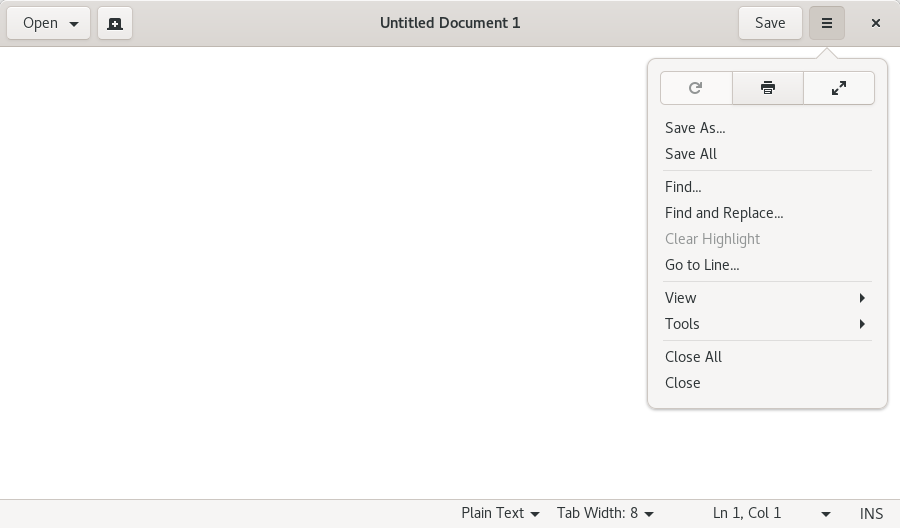 Open
Untitled Document 1
Save
Save As...
Save All
Find...
Find and Replace...
Clear Highlight
Go to Line...
View
Tools
Close All
Close
Plain Text
Tab Width: 8
Ln 1, Col 1
INS